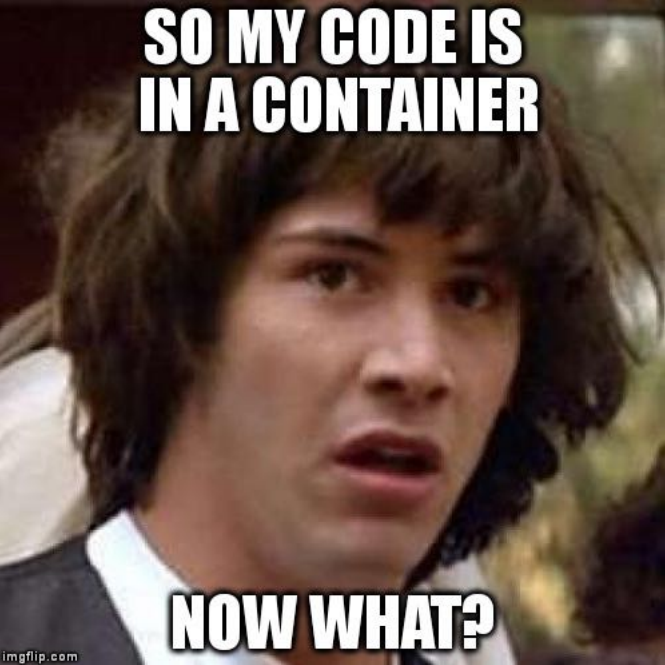 SO MY CODE IS
IN A CONTAINER
NOW WHAT?
imgflip.com